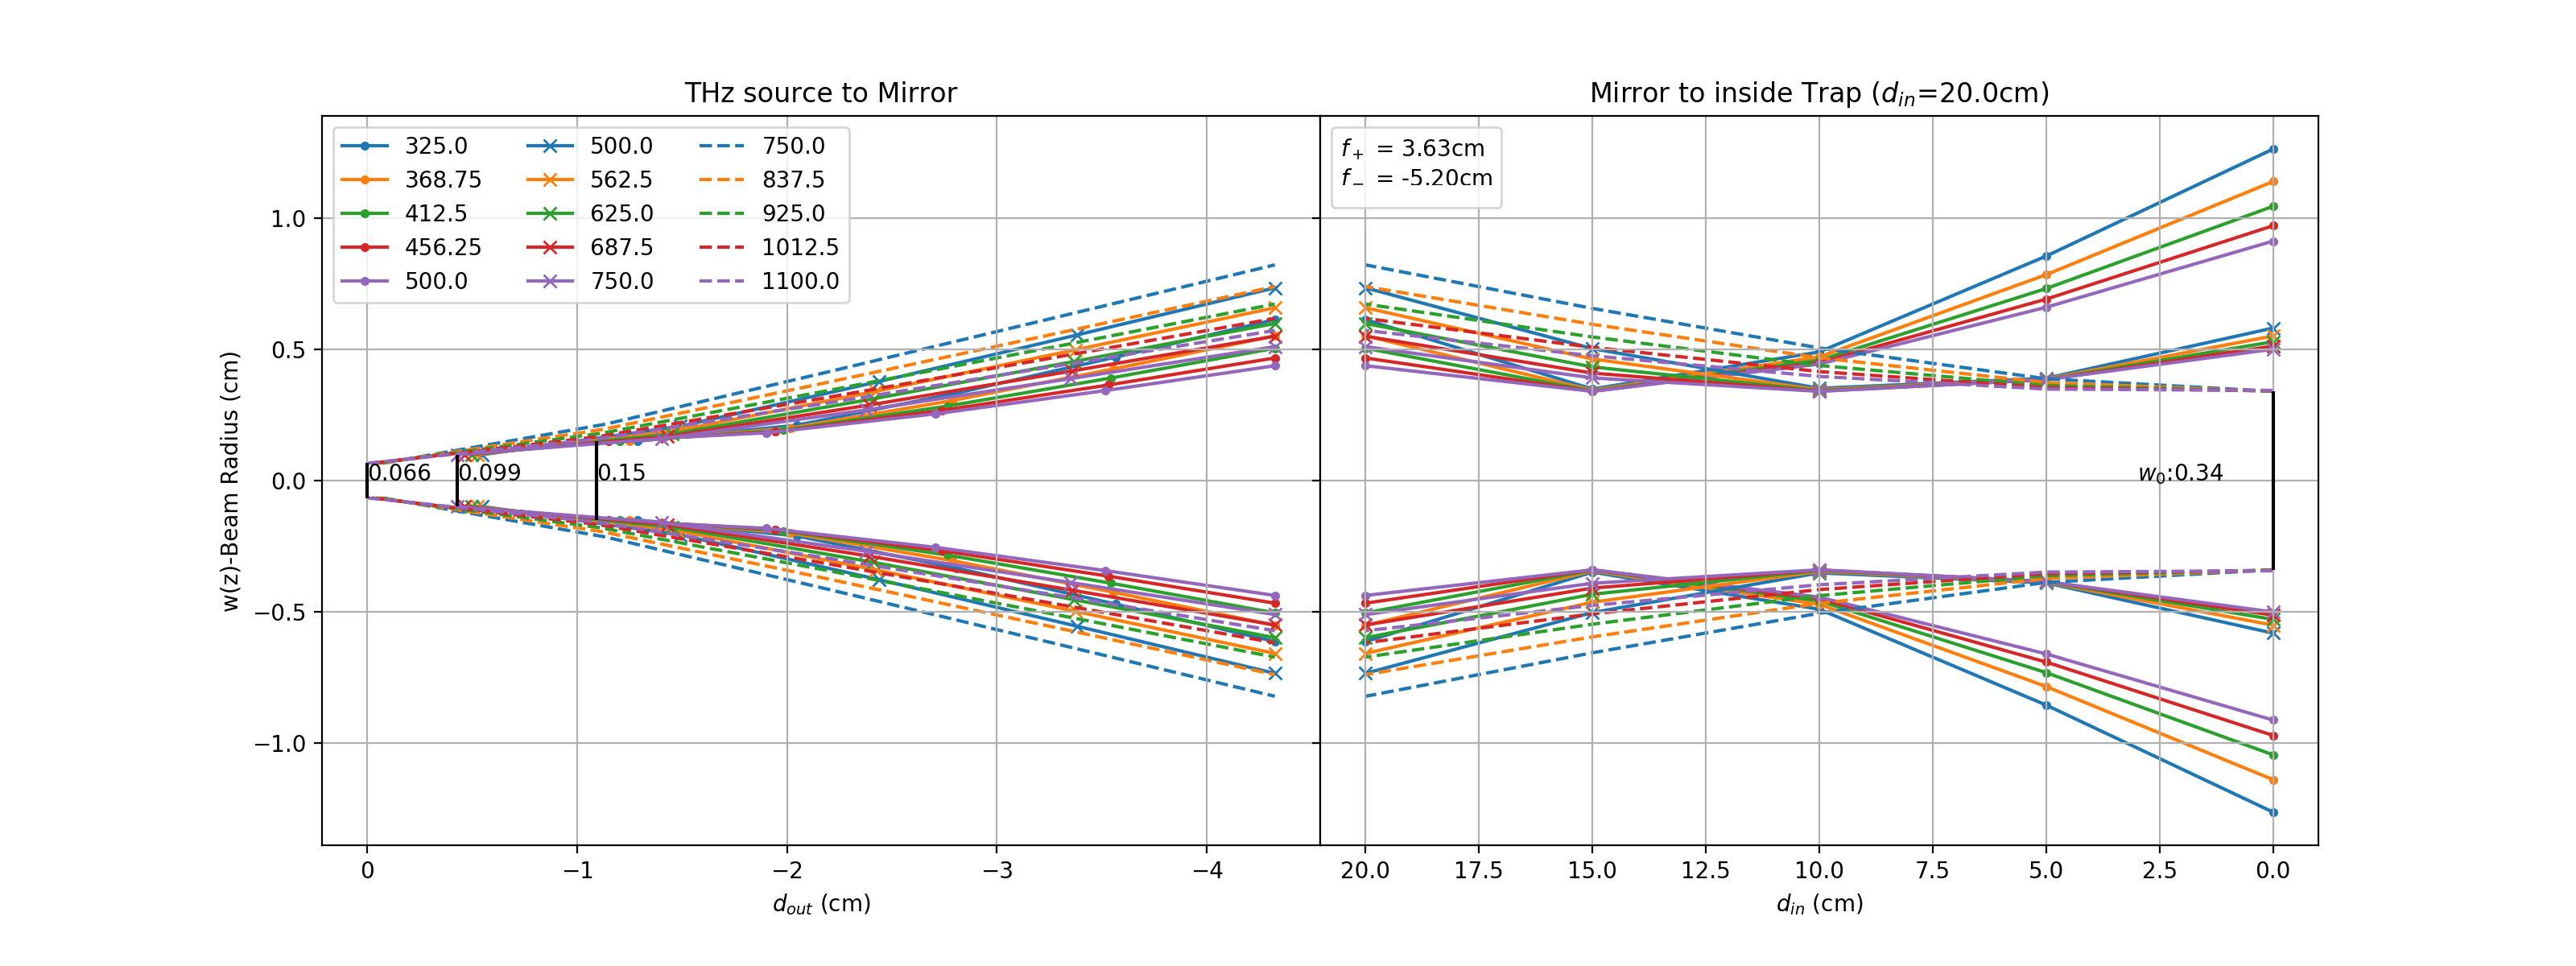 THz source to Mirror
325.0 500.0 750.0
368.75 562.5 837.5
412.5 625.0 925.0
456.25 687.5 1012.5
500.0 750.0 1100.0
w(z)-Beam Radius (cm)
1.0
0.5
0.0
−0.5
−1.0
0.066 0.099 0.15
0 −1 −2 −3 −4
d_out (cm)
Mirror to inside Trap (d_in=20.0cm)
f_+ = 3.63cm
f_− = -5.20cm
w_0:0.34
20.0 17.5 15.0 12.5 10.0 7.5 5.0 2.5 0.0
d_in (cm)